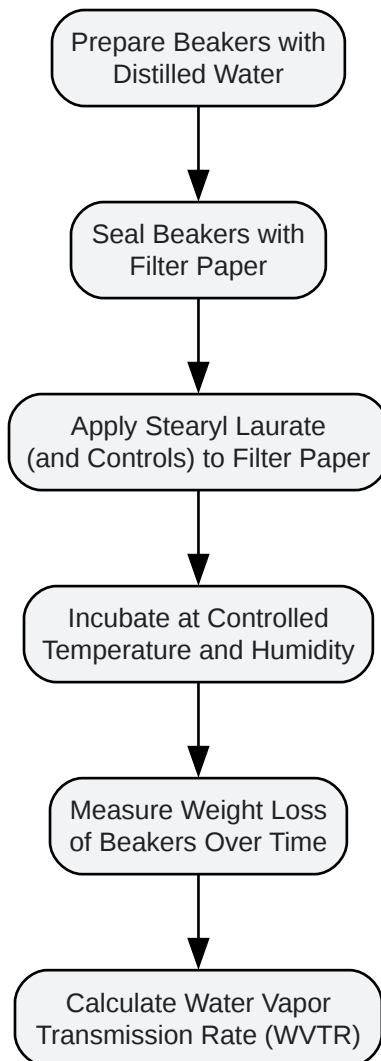 Prepare Beakers with
Distilled Water
Seal Beakers with
Filter Paper
Apply Stearyl Laurate
(and Controls) to Filter Paper
Incubate at Controlled
Temperature and Humidity
Measure Weight Loss
of Beakers Over Time
Calculate Water Vapor
Transmission Rate (WVTR)